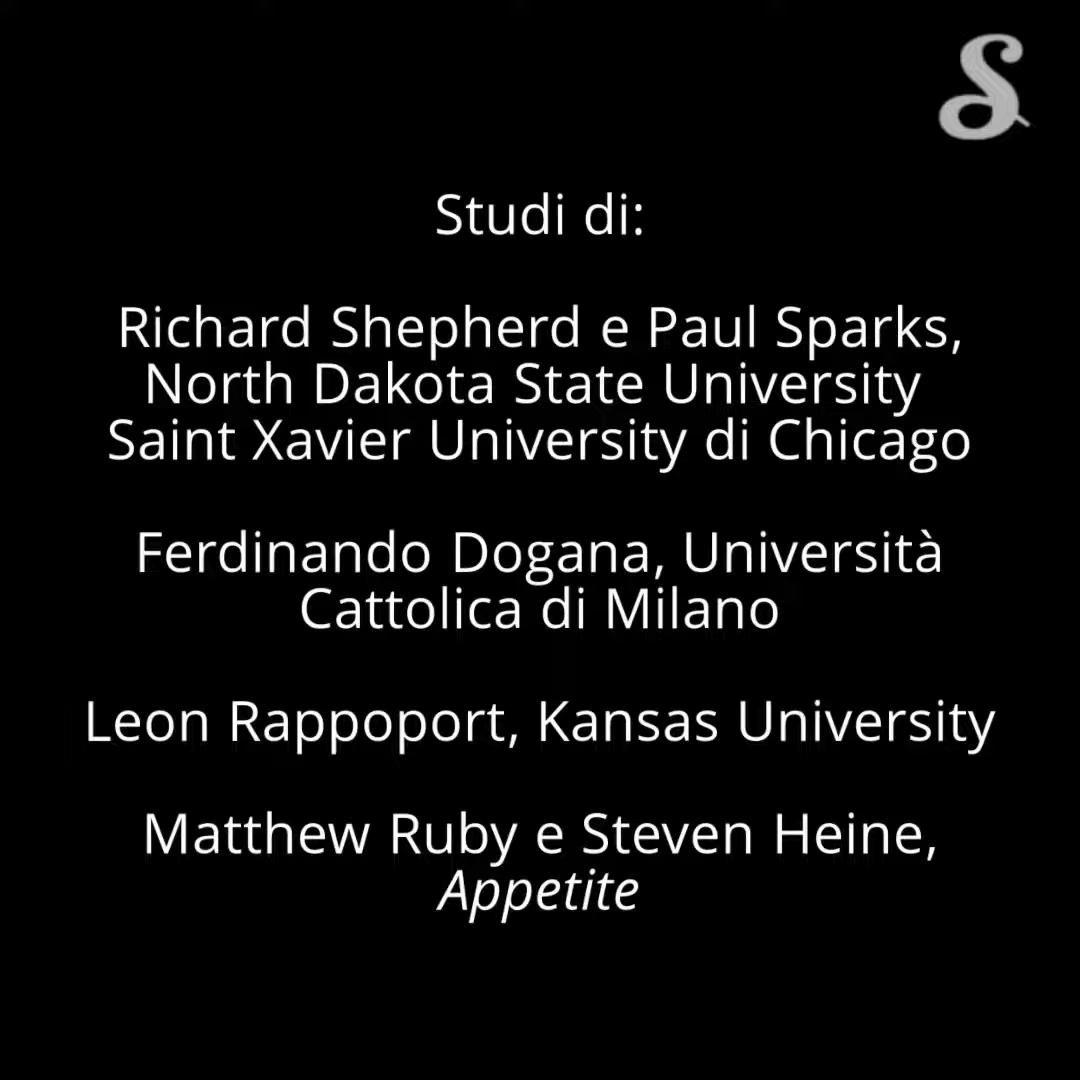 Studi di:
Richard Shepherd e Paul Sparks,
North Dakota State University
Saint Xavier University di Chicago
Ferdinando Dogana, Università
Cattolica di Milano
Leon Rappoport, Kansas University
Matthew Ruby e Steven Heine,
Appetite